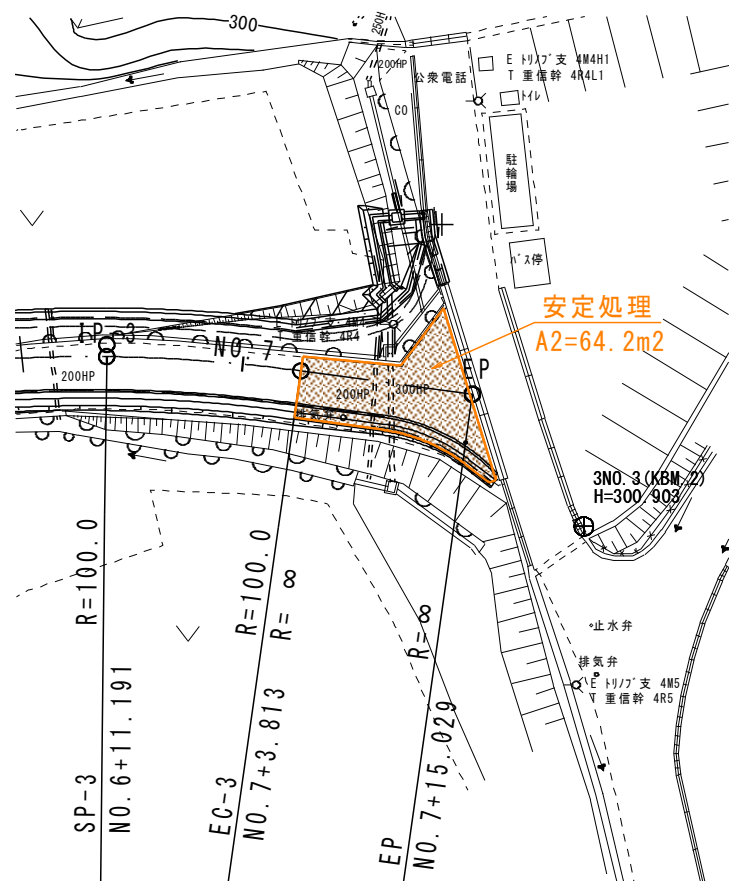 300
250H
200HP
公衆電話
E トリノブ支 4M4H1
T 重信幹 4R4L1
トイレ
CO
駐輪場
バス停
安定処理
A2=64.2m2
IP-3
T 重信幹 4R4
NO.7
EP
200HP
200HP
300HP
排気弁
3NO.3(KBM.2)
H=300.903
R=100.0
R=100.0
R=∞
R=∞
止水弁
排気弁
E トリノブ支 4M5
T 重信幹 4R5
SP-3
NO.6+11.191
EC-3
NO.7+3.813
EP
NO.7+15.029